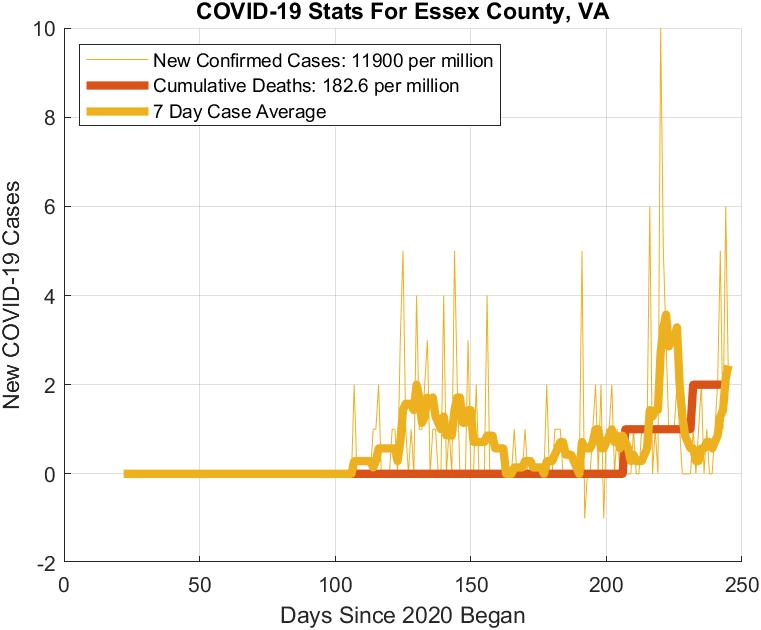 COVID-19 Stats For Essex County, VA
New Confirmed Cases: 11900 per million
Cumulative Deaths: 182.6 per million
7 Day Case Average
New COVID-19 Cases
10
8
6
4
2
0
-2
0 50 100 150 200 250
Days Since 2020 Began